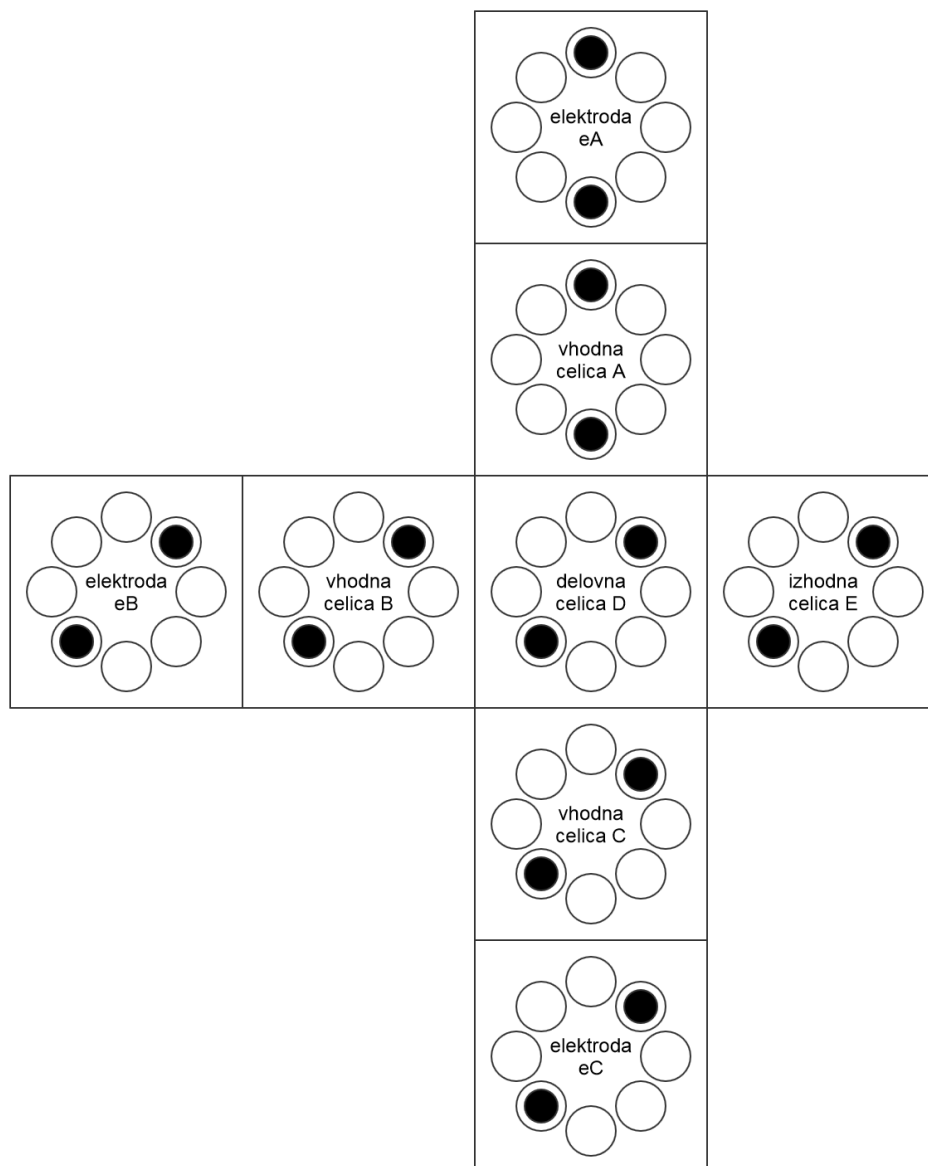 elektroda
eA
vhodna
celica A
elektroda
eB
vhodna
celica B
delovna
celica D
izhodna
celica E
vhodna
celica C
elektroda
eC